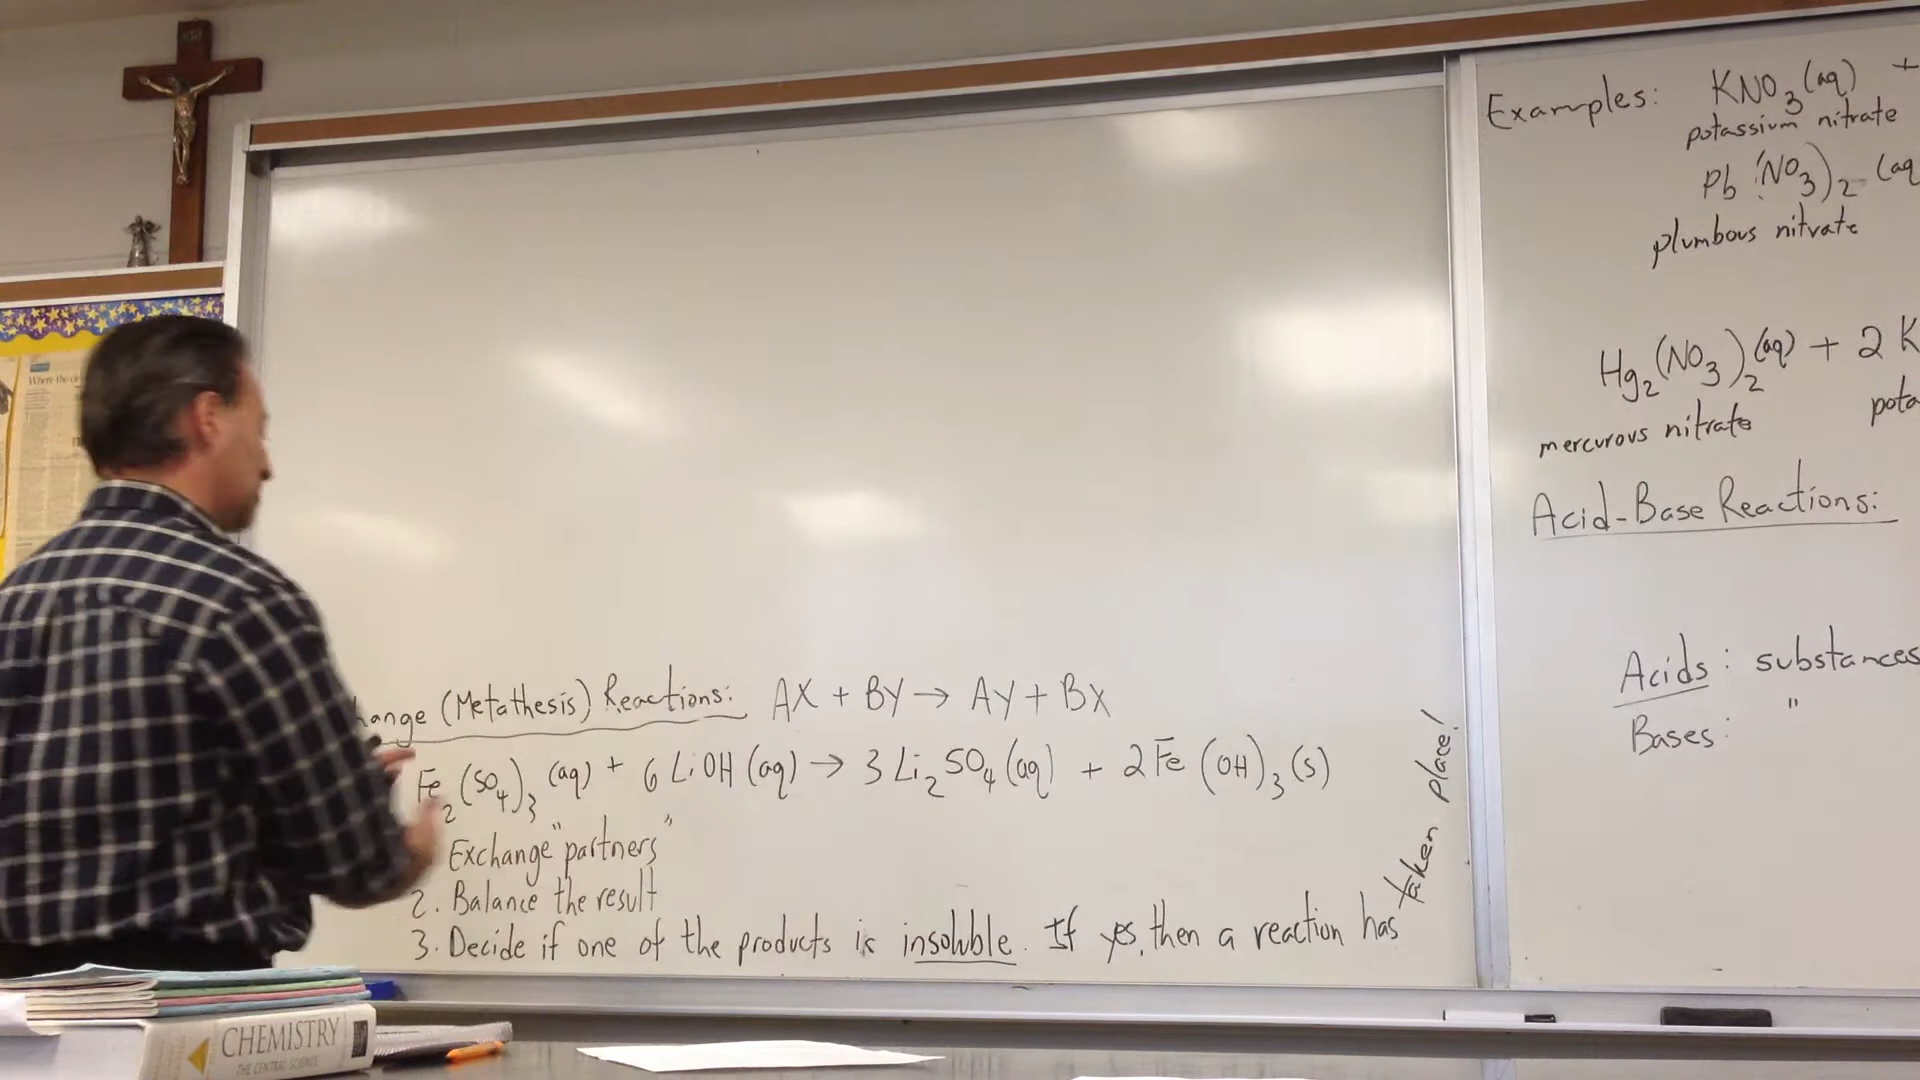 Where the
hange (Metathesis) Reactions: AX + BY → AY + BX
Fe2(SO4)3 (aq) + 6 LiOH (aq) → 3 Li2SO4 (aq) + 2 Fe (OH)3 (s)
Exchange "partners"
2. Balance the result
3. Decide if one of the products is insoluble. If yes, then a reaction has taken place!
Examples: KNO3 (aq) +
potassium nitrate
Pb (NO3)2 (aq
plumbous nitrate
Hg2(NO3)2 (aq) + 2 K
mercurous nitrate pota
Acid-Base Reactions:
Acids: substances
Bases: "
CHEMISTRY
THE CENTRAL SCIENCE